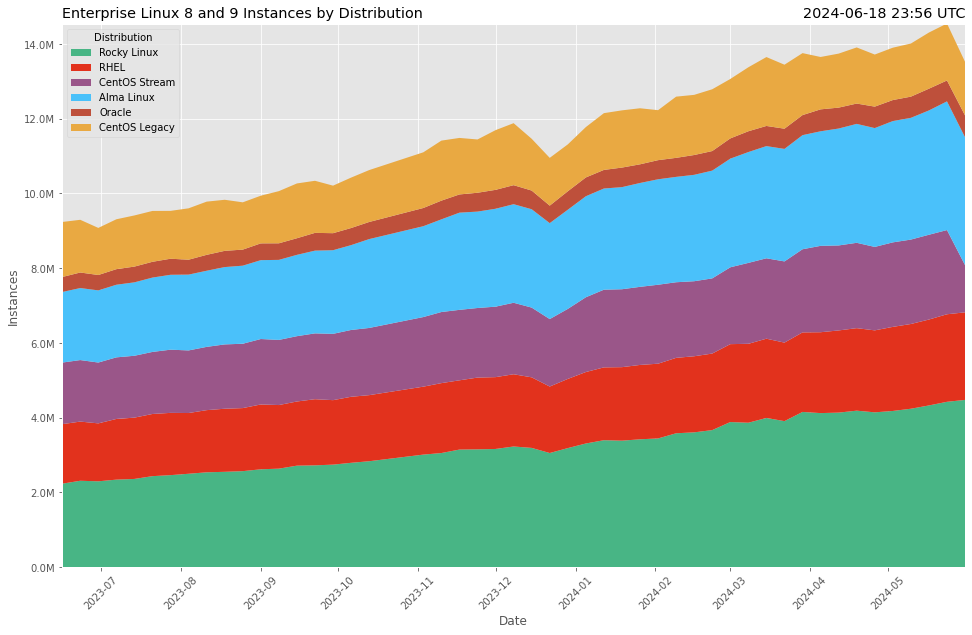 Enterprise Linux 8 and 9 Instances by Distribution
2024-06-18 23:56 UTC
Distribution
Rocky Linux
RHEL
CentOS Stream
Alma Linux
Oracle
CentOS Legacy
14.0M
12.0M
10.0M
8.0M
6.0M
4.0M
2.0M
0.0M
Instances
2023-07
2023-08
2023-09
2023-10
2023-11
2023-12
2024-01
2024-02
2024-03
2024-04
2024-05
Date